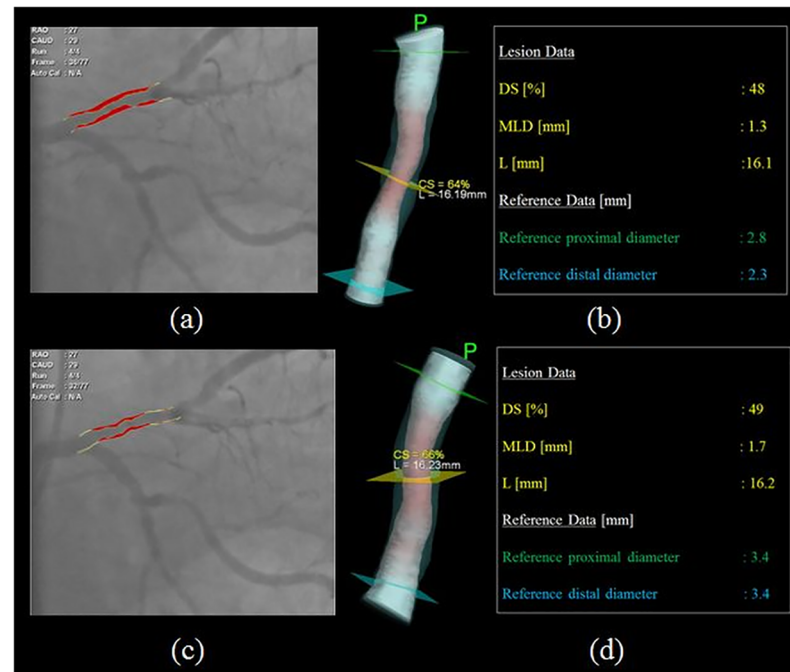 RAO : 27
CAUD : 29
Run : 4/4
Frame : 36/77
Auto Cal : N/A
P
CS = 64%
L = 16.19mm
Lesion Data
DS [%] : 48
MLD [mm] : 1.3
L [mm] :16.1
Reference Data [mm]
Reference proximal diameter : 2.8
Reference distal diameter : 2.3
(a)
(b)
RAO : 27
CAUD : 29
Run : 4/4
Frame : 32/77
Auto Cal : N/A
P
CS = 66%
L = 16.23mm
Lesion Data
DS [%] : 49
MLD [mm] : 1.7
L [mm] : 16.2
Reference Data [mm]
Reference proximal diameter : 3.4
Reference distal diameter : 3.4
(c)
(d)